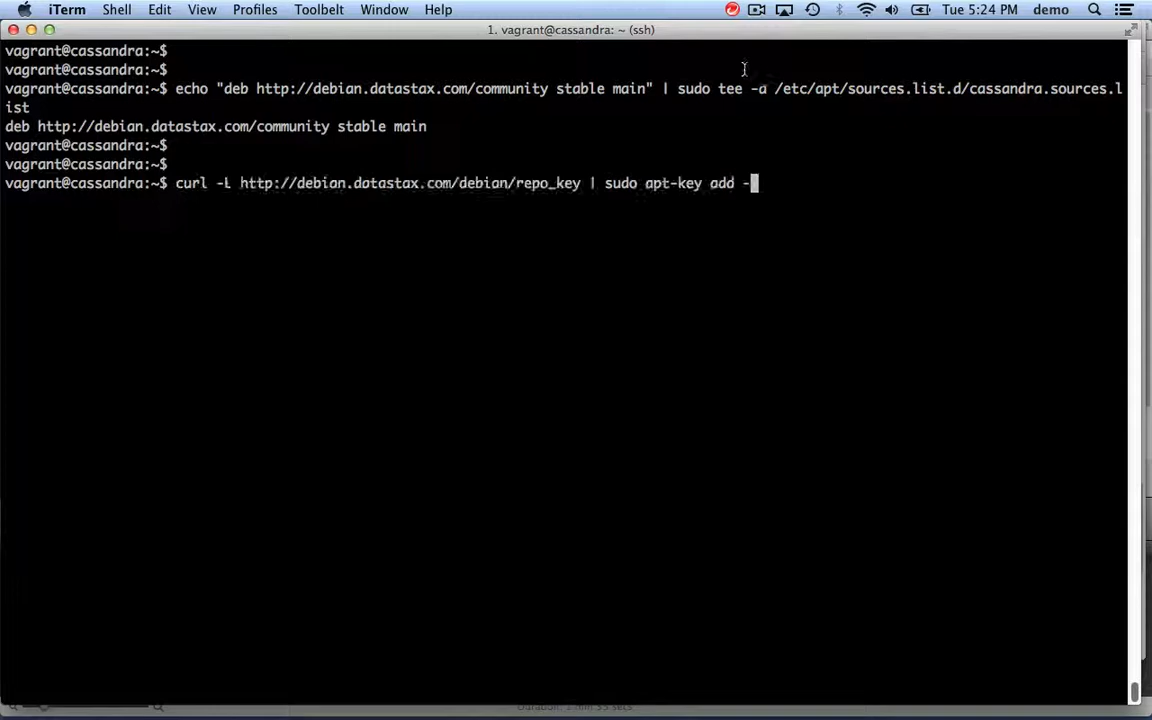 iTerm Shell Edit View Profiles Toolbelt Window Help Tue 5:24 PM demo
1. vagrant@cassandra: ~ (ssh)
vagrant@cassandra:~$
vagrant@cassandra:~$
vagrant@cassandra:~$ echo "deb http://debian.datastax.com/community stable main" | sudo tee -a /etc/apt/sources.list.d/cassandra.sources.l
ist
deb http://debian.datastax.com/community stable main
vagrant@cassandra:~$
vagrant@cassandra:~$
vagrant@cassandra:~$ curl -L http://debian.datastax.com/debian/repo_key | sudo apt-key add -